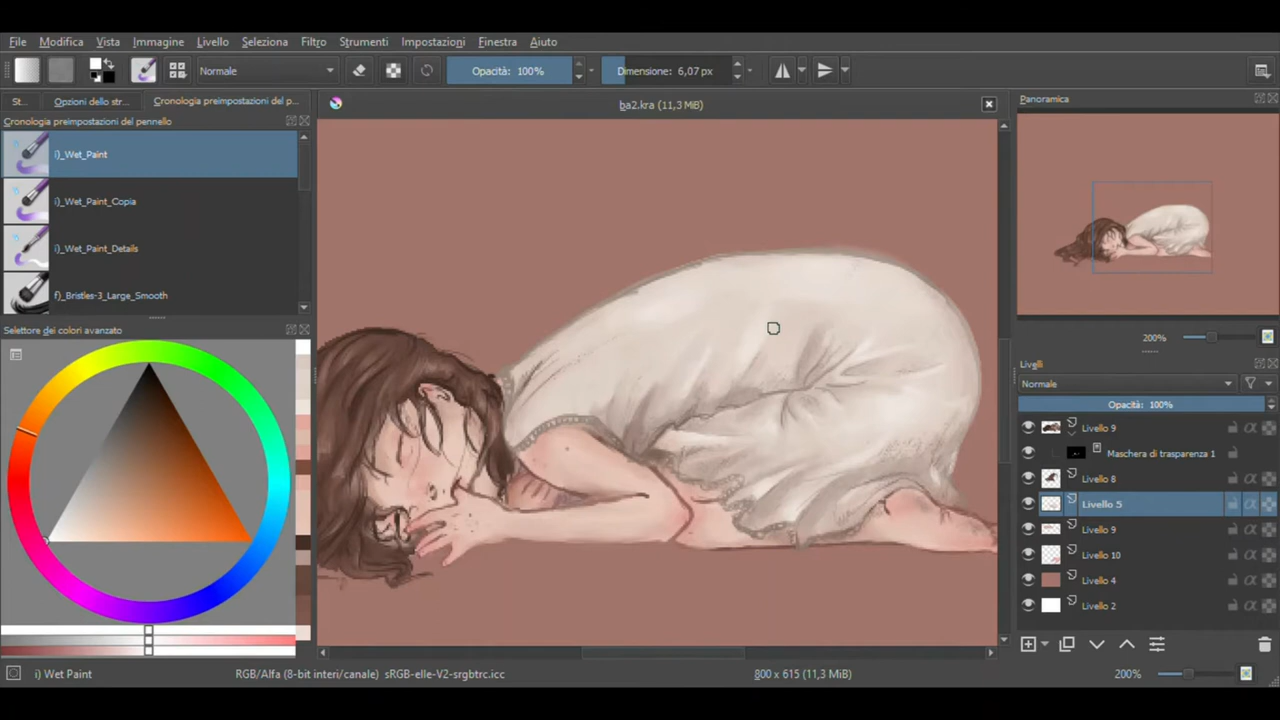 File Modifica Vista Immagine Livello Seleziona Filtro Strumenti Impostazioni Finestra Aiuto
Normale Opacità: 100% Dimensione: 6,07 px
St... Opzioni dello str... Cronologia preimpostazioni del p...
ba2.kra (11,3 MiB)
Panoramica
Cronologia preimpostazioni del pennello
i)_Wet_Paint
i)_Wet_Paint_Copia
i)_Wet_Paint_Details
f)_Bristles-3_Large_Smooth
Selettore dei colori avanzato
200%
Livelli
Normale
Opacità: 100%
Livello 9
Maschera di trasparenza 1
Livello 8
Livello 5
Livello 9
Livello 10
Livello 4
Livello 2
i) Wet Paint RGB/Alfa (8-bit interi/canale) sRGB-elle-V2-srgbtrc.icc 800 x 615 (11,3 MiB) 200%